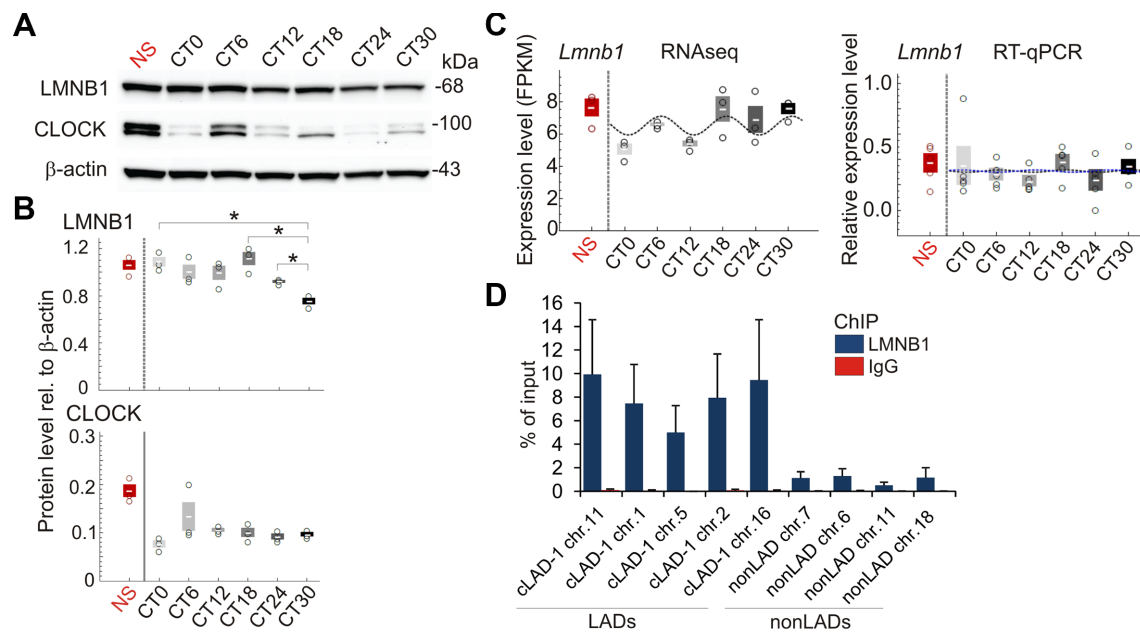 A
NS CT0 CT6 CT12 CT18 CT24 CT30
kDa
LMNB1 -68
CLOCK -100
β-actin -43
B
LMNB1
Protein level rel. to β-actin
* * *
1.2
0.8
0.4
0
CLOCK
0.3
0.2
0.1
0
NS CT0 CT6 CT12 CT18 CT24 CT30
C
Lmnb1 RNAseq
Expression level (FPKM)
8
6
4
2
0
NS CT0 CT6 CT12 CT18 CT24 CT30
Lmnb1 RT-qPCR
Relative expression level
1.0
0.5
0.0
NS CT0 CT6 CT12 CT18 CT24 CT30
D
% of input
16
14
12
10
8
6
4
2
0
ChIP
LMNB1
IgG
cLAD-1 chr.11
cLAD-1 chr.1
cLAD-1 chr.5
cLAD-1 chr.2
cLAD-1 chr.16
nonLAD chr.7
nonLAD chr.6
nonLAD chr.11
nonLAD chr.18
LADs nonLADs